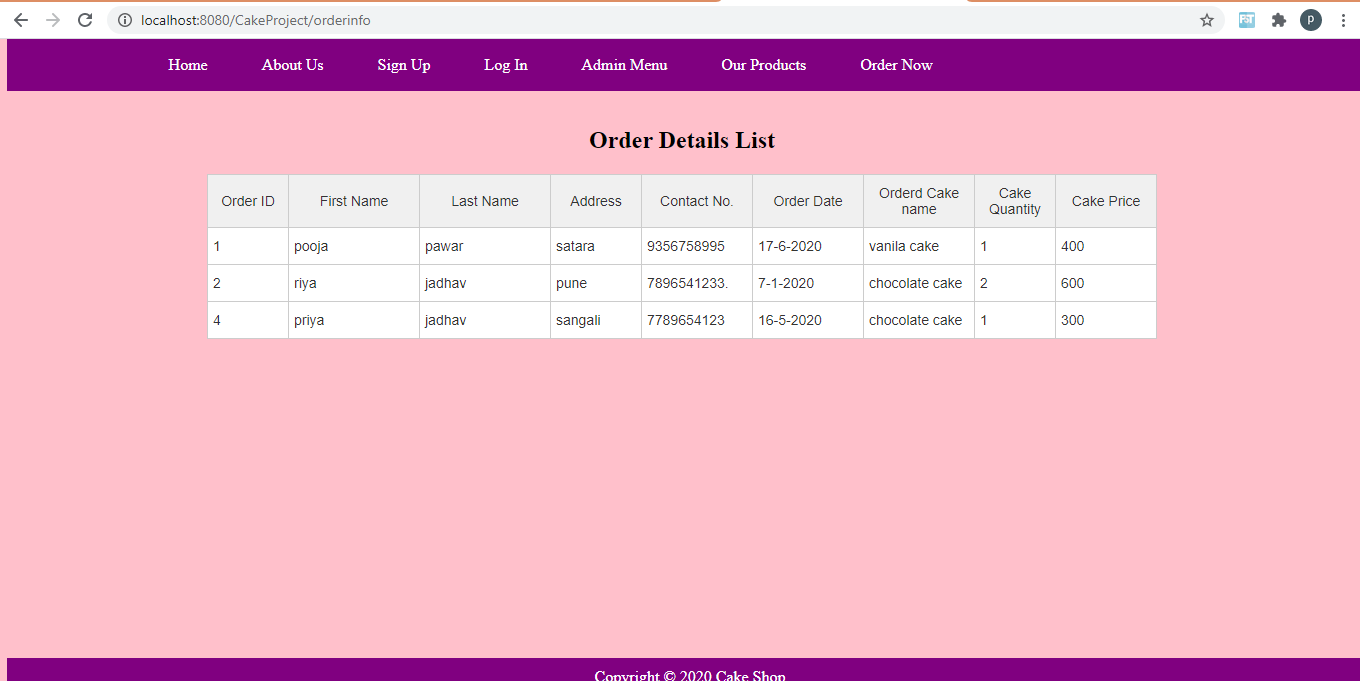 localhost:8080/CakeProject/orderinfo
P
Home About Us Sign Up Log In Admin Menu Our Products Order Now
Order Details List
Order ID First Name Last Name Address Contact No. Order Date Orderd Cake name Cake Quantity Cake Price
1 pooja pawar satara 9356758995 17-6-2020 vanila cake 1 400
2 riya jadhav pune 7896541233. 7-1-2020 chocolate cake 2 600
4 priya jadhav sangali 7789654123 16-5-2020 chocolate cake 1 300
Copyright © 2020 Cake Shop